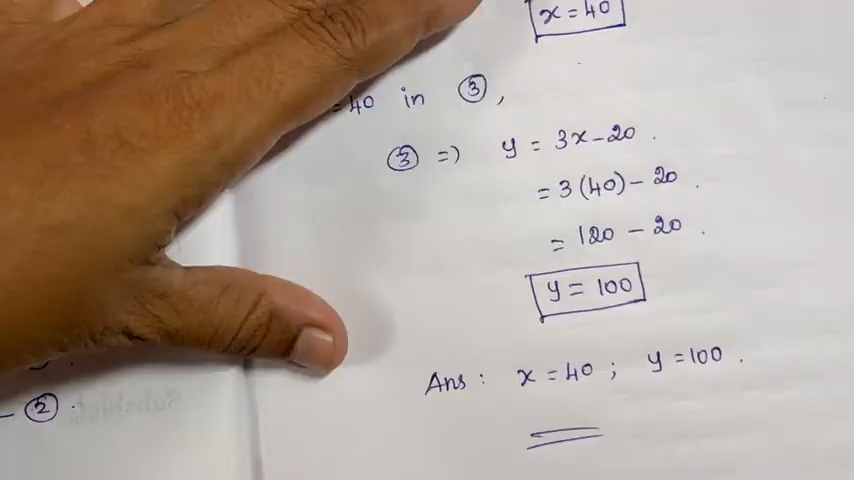 x = 40
= 40 in ③,
③ => y = 3x - 20 .
= 3(40) - 20 .
= 120 - 20 .
y = 100
Ans : x = 40 ; y = 100 .
- ②